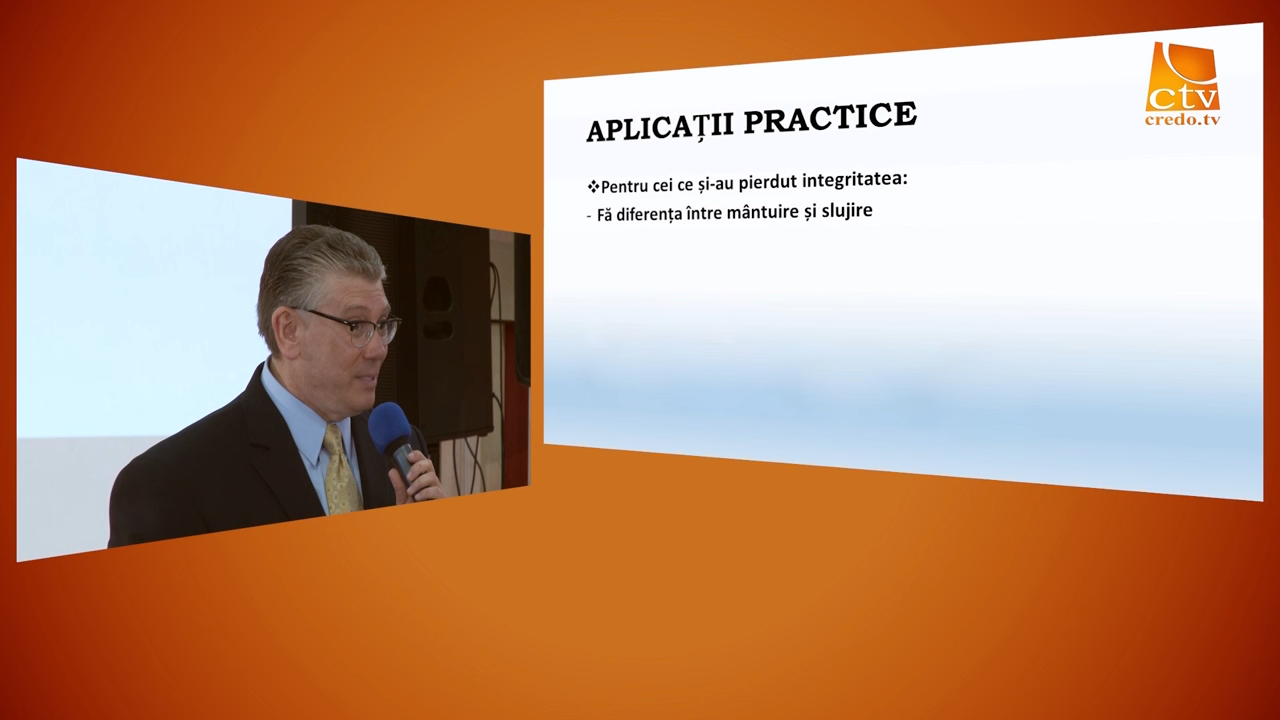 APLICAȚII PRACTICE
❖Pentru cei ce și-au pierdut integritatea:
- Fă diferența între mântuire și slujire
ctv
credo.tv